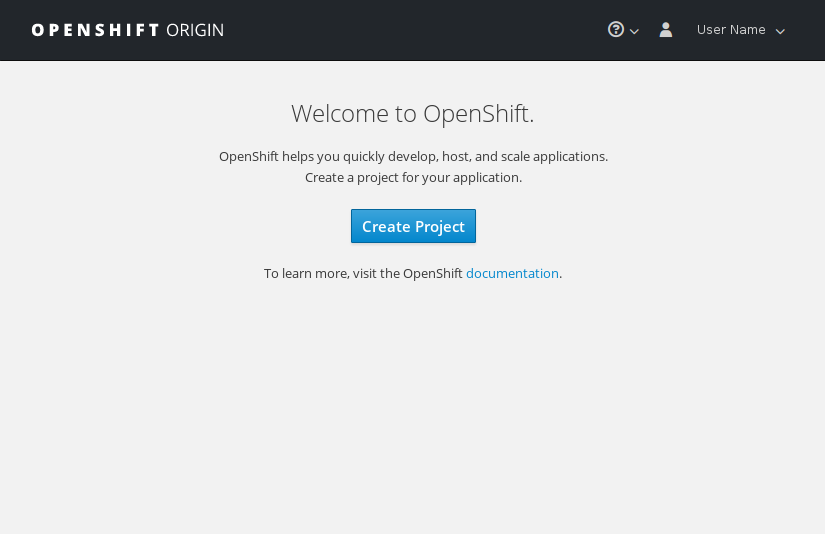 OPENSHIFT ORIGIN
User Name
Welcome to OpenShift.
OpenShift helps you quickly develop, host, and scale applications.
Create a project for your application.
Create Project
To learn more, visit the OpenShift documentation.